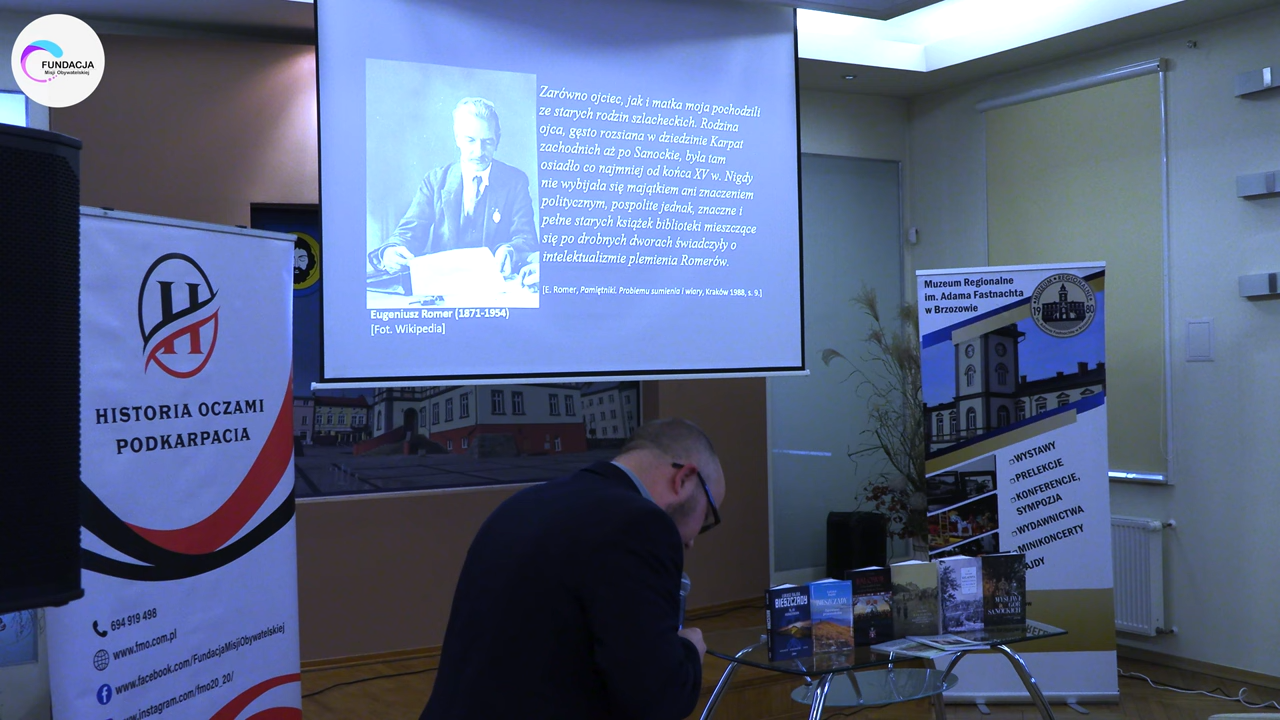 FUNDACJA
Misji Obywatelskiej
Zarówno ojciec, jak i matka moja pochodzili
ze starych rodzin szlacheckich. Rodzina
ojca, gęsto rozsiana w dziedzinie Karpat
zachodnich aż po Sanockie, była tam
osiadło co najmniej od końca XV w. Nigdy
nie wybijała się majątkiem ani znaczeniem
politycznym, pospolite jednak, znaczne i
pełne starych książek biblioteki mieszczące
się po drobnych dworach świadczyły o
intelektualizmie plemienia Romerów.
[E. Romer, Pamiętniki. Problemu sumienia i wiary, Kraków 1988, s. 9.]
Eugeniusz Romer (1871-1954)
[Fot. Wikipedia]
H
HISTORIA OCZAMI
PODKARPACIA
694 919 498
www.fmo.com.pl
www.facebook.com/FundacjaMisjiObywatelskiej
www.instagram.com/fmo20_20/
Muzeum Regionalne
im. Adama Fastnachta
w Brzozowie
MUZEUM REGIONALNE
19 80
WYSTAWY
PRELEKCJE
KONFERENCJE,
SYMPOZJA
WYDAWNICTWA
MINIKONCERTY
AJDY
BIESZCZADY
BIESZCZADY